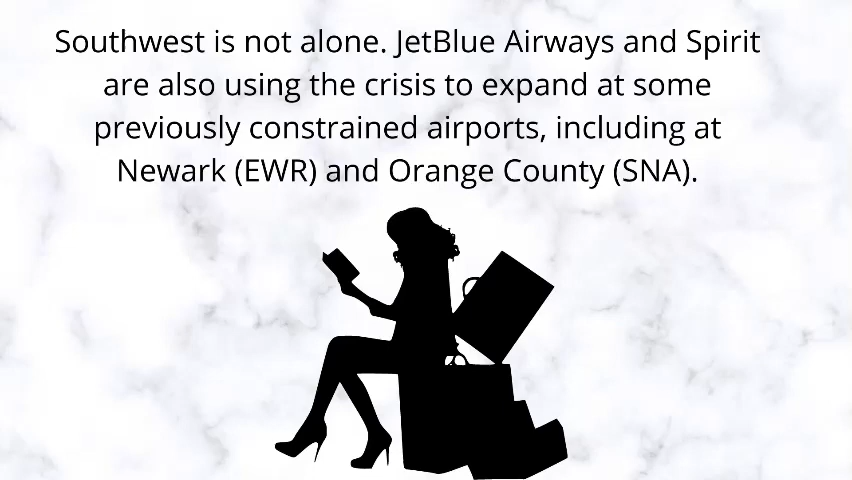 Southwest is not alone. JetBlue Airways and Spirit
are also using the crisis to expand at some
previously constrained airports, including at
Newark (EWR) and Orange County (SNA).